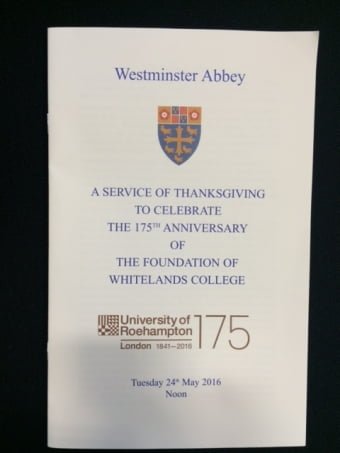 Westminster Abbey
A SERVICE OF THANKSGIVING
TO CELEBRATE
THE 175TH ANNIVERSARY
OF
THE FOUNDATION OF
WHITELANDS COLLEGE
University of
Roehampton
London 1841–2016
175
Tuesday 24th May 2016
Noon